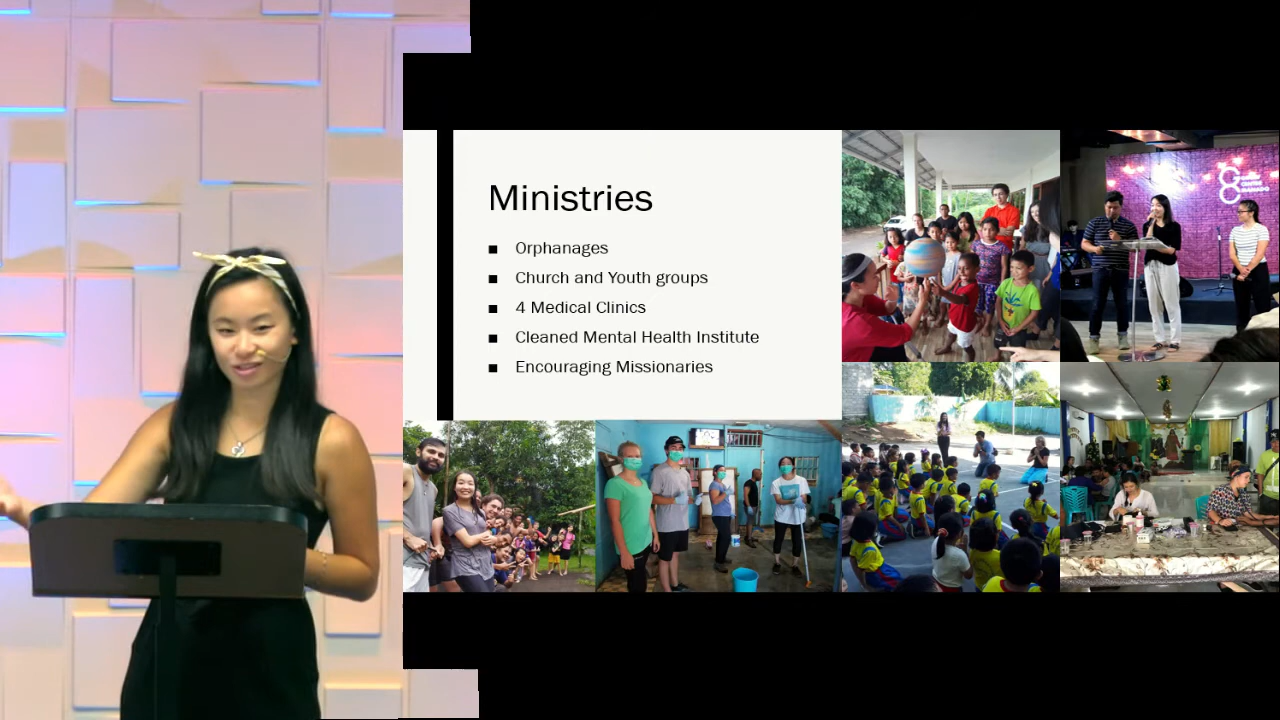 Ministries
Orphanages
Church and Youth groups
4 Medical Clinics
Cleaned Mental Health Institute
Encouraging Missionaries